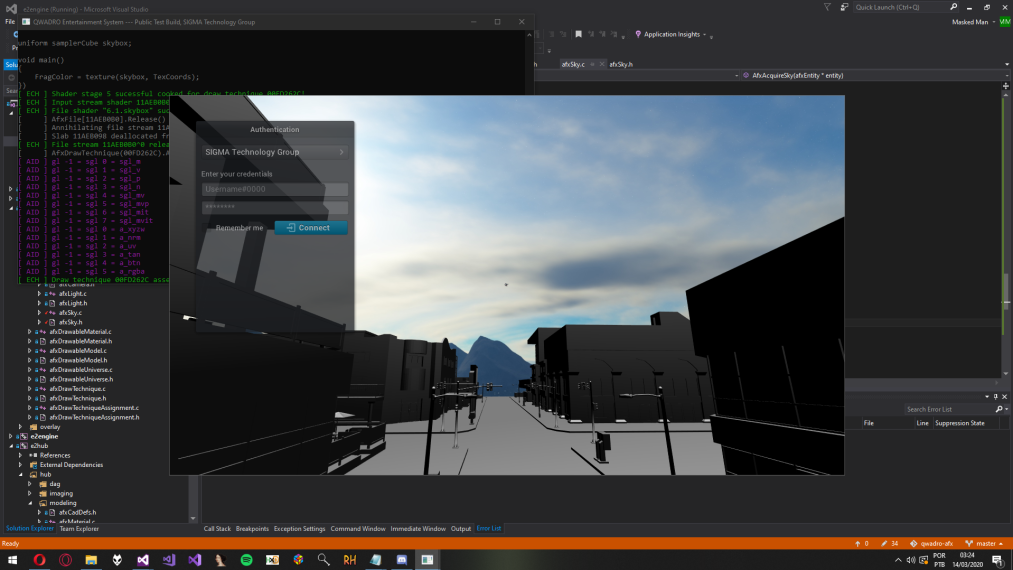 e2engine (Running) - Microsoft Visual Studio
Quick Launch (Ctrl+Q)
File
QWADRO Entertainment System --- Public Test Build, SIGMA Technology Group
Masked Man
MM
Application Insights
uniform samplerCube skybox;
void main()
{
FragColor = texture(skybox, TexCoords);
})
afxSky.c
afxSky.h
AfxAcquireSky(afxEntity * entity)
[ ECH ] Shader stage 5 sucessful cooked for draw technique 00FD262C!
[ ECH ] Input stream shader 11AEB000
[ ECH ] File shader "6.1.skybox" suc
[ ] AfxFile[11AEB0B0].Release()
[ ] Annihilating file stream 11A
[ ] Slab 11AEB098 deallocated fr
[ ECH ] File stream 11AEB0B0^0 relea
[ ] AfxDrawTechnique(00FD262C).A
[ AID ] gl -1 = sgl 0 = sgl_m
[ AID ] gl -1 = sgl 1 = sgl_v
[ AID ] gl -1 = sgl 2 = sgl_p
[ AID ] gl -1 = sgl 3 = sgl_n
[ AID ] gl -1 = sgl 4 = sgl_mv
[ AID ] gl -1 = sgl 5 = sgl_mvp
[ AID ] gl -1 = sgl 6 = sgl_mit
[ AID ] gl -1 = sgl 7 = sgl_mvit
[ AID ] gl -1 = sgl 0 = a_xyzw
[ AID ] gl -1 = sgl 1 = a_nrm
[ AID ] gl -1 = sgl 2 = a_uv
[ AID ] gl -1 = sgl 3 = a_tan
[ AID ] gl -1 = sgl 4 = a_btn
[ AID ] gl -1 = sgl 5 = a_rgba
[ ECH ] Draw technique 00FD262C asse
Authentication
SIGMA Technology Group
Enter your credentials
Username#0000
********
Remember me
Connect
afxCamera.h
afxLight.c
afxLight.h
afxSky.c
afxSky.h
afxDrawableMaterial.c
afxDrawableMaterial.h
afxDrawableModel.c
afxDrawableModel.h
afxDrawableUniverse.c
afxDrawableUniverse.h
afxDrawTechnique.c
afxDrawTechnique.h
afxDrawTechniqueAssignment.c
afxDrawTechniqueAssignment.h
overlay
e2engine
e2hub
References
External Dependencies
hub
dag
imaging
modeling
afxCadDefs.h
afxMaterial.c
Search Error List
File
Line
Suppression State
Solution Explorer
Team Explorer
Call Stack
Breakpoints
Exception Settings
Command Window
Immediate Window
Output
Error List
Ready
0
34
qwadro-afx
master
RH
POR
PTB
03:24
14/03/2020